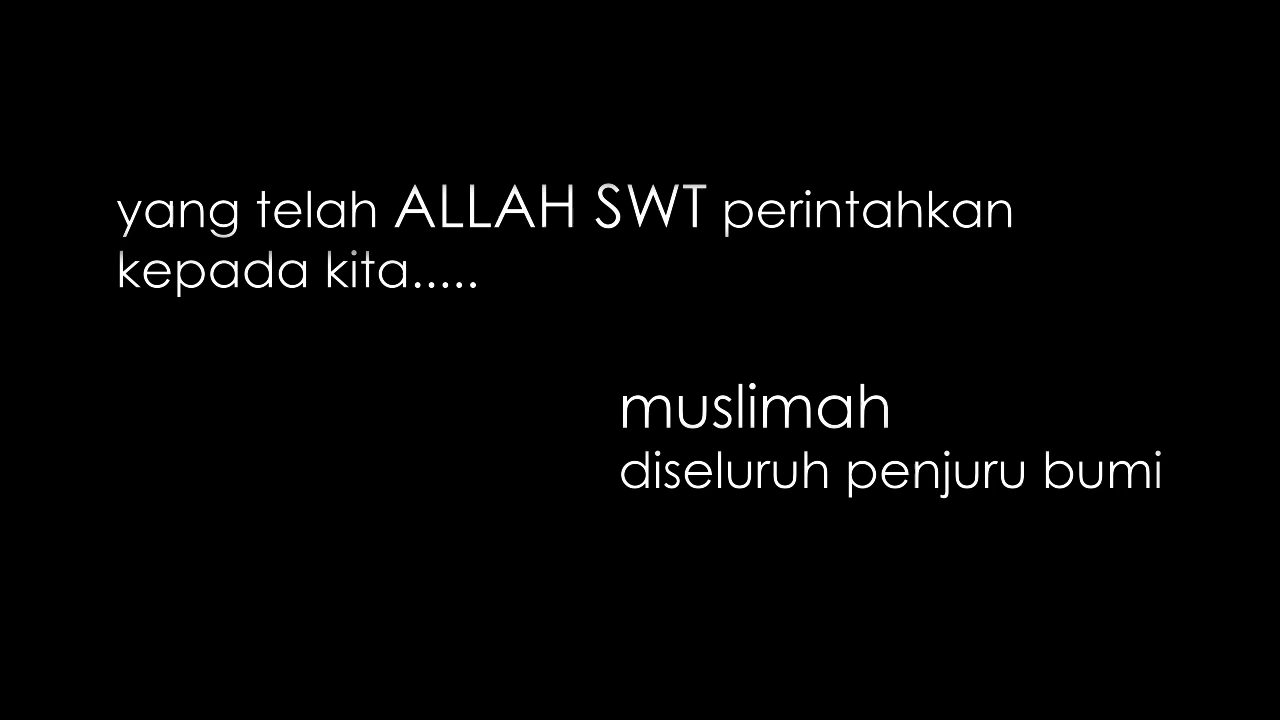 yang telah ALLAH SWT perintahkan
kepada kita.....
muslimah
diseluruh penjuru bumi